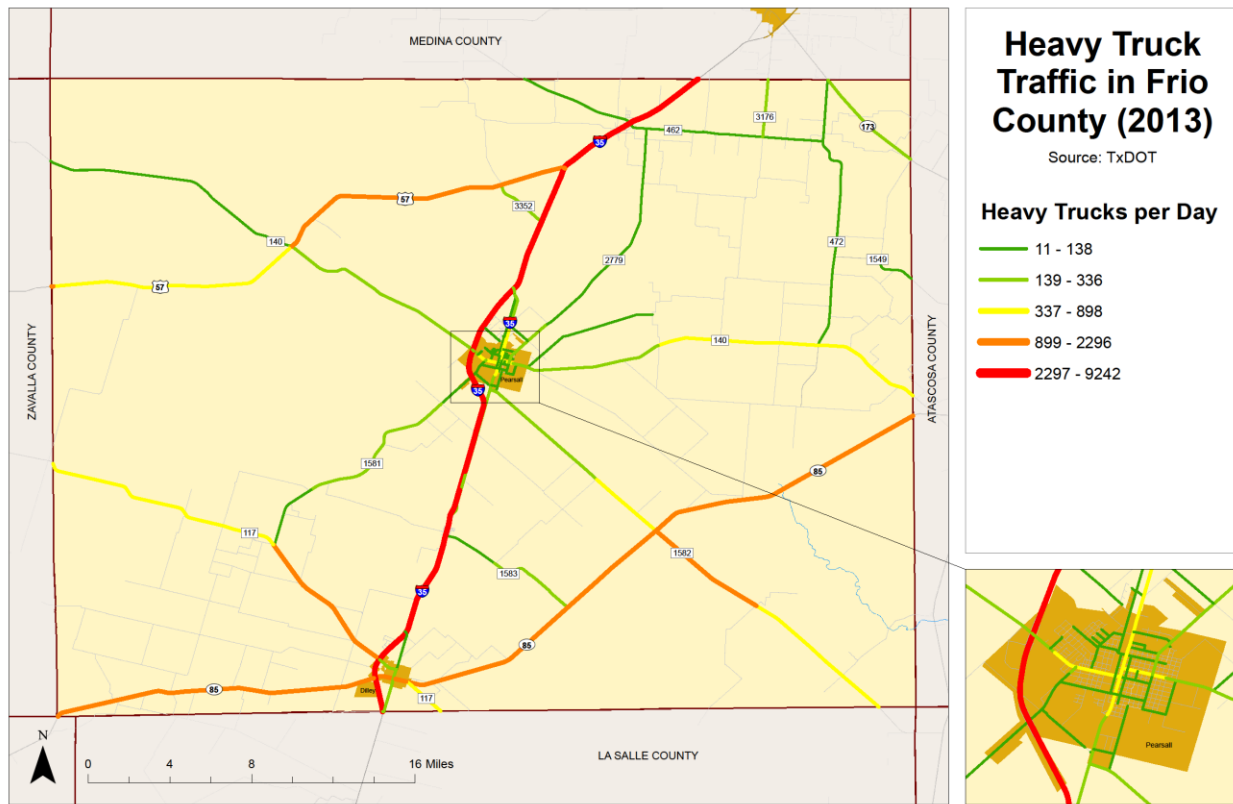 MEDINA COUNTY
Heavy Truck
Traffic in Frio
County (2013)
Source: TxDOT
Heavy Trucks per Day
11 - 138
139 - 336
337 - 898
899 - 2296
2297 - 9242
3176
462
173
35
57
3352
140
2779
472
1549
57
35
140
ZAVALLA COUNTY
ATASCOSA COUNTY
Pearsall
35
1581
85
117
1582
1583
35
85
Dilley
85
117
N
0 4 8 16 Miles
LA SALLE COUNTY
Pearsall